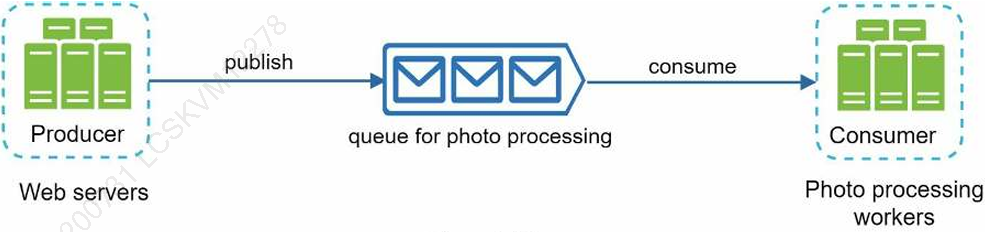 publish
consume
Producer
queue for photo processing
Consumer
Web servers
Photo processing
workers